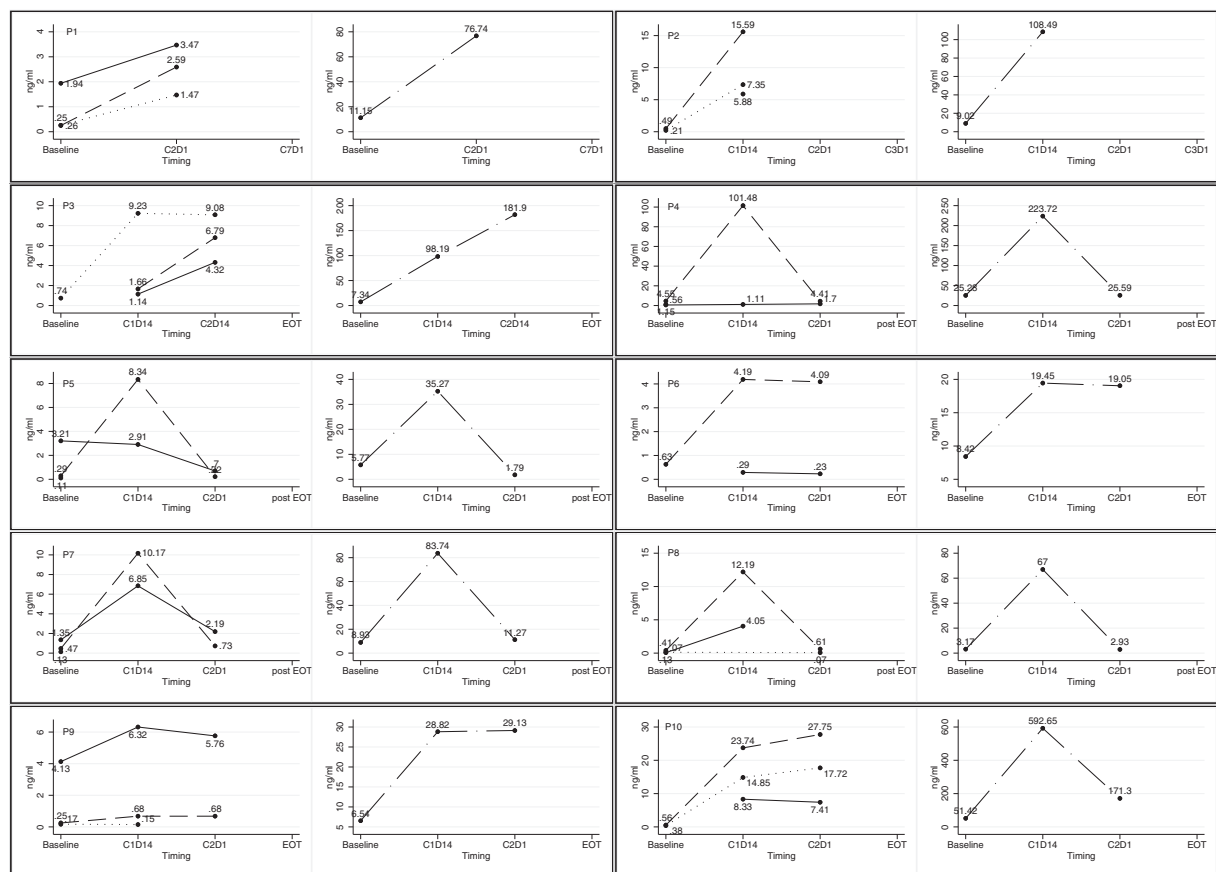 P1
ng/ml
0 1 2 3 4
1.94
3.47
.25
2.59
.26
1.47
Baseline C2D1 C7D1
Timing
ng/ml
0 20 40 60 80
11.15
76.74
Baseline C2D1 C7D1
Timing
P2
ng/ml
0 5 10 15
15.59
7.35
5.88
.49
.21
Baseline C1D14 C2D1 C3D1
Timing
ng/ml
0 20 40 60 80 100
9.02
108.49
Baseline C1D14 C2D1 C3D1
Timing
P3
ng/ml
0 2 4 6 8 10
9.23
9.08
6.79
4.32
.74
1.66
1.14
Baseline C1D14 C2D14 EOT
Timing
ng/ml
0 50 100 150 200
7.34
98.19
181.9
Baseline C1D14 C2D14 EOT
Timing
P4
ng/ml
0 20 40 60 80 100
101.48
4.55
.56
1.15
1.11
4.41
1.7
Baseline C1D14 C2D1 post EOT
Timing
ng/ml
0 50 100 150 200 250
25.28
223.72
25.59
Baseline C1D14 C2D1 post EOT
Timing
P5
ng/ml
0 2 4 6 8
8.34
3.21
2.91
.7
.29
.11
Baseline C1D14 C2D1 post EOT
Timing
ng/ml
0 10 20 30 40
5.77
35.27
1.79
Baseline C1D14 C2D1 post EOT
Timing
P6
ng/ml
0 1 2 3 4
4.19
4.09
.63
.29
.23
Baseline C1D14 C2D1 EOT
Timing
ng/ml
5 10 15 20
8.42
19.45
19.05
Baseline C1D14 C2D1 EOT
Timing
P7
ng/ml
0 2 4 6 8 10
10.17
6.85
1.35
2.19
.47
.13
.73
Baseline C1D14 C2D1 post EOT
Timing
ng/ml
0 20 40 60 80
8.93
83.74
11.27
Baseline C1D14 C2D1 post EOT
Timing
P8
ng/ml
0 5 10 15
12.19
4.05
.41
.07
.13
.61
.07
Baseline C1D14 C2D1 post EOT
Timing
ng/ml
0 20 40 60 80
3.17
67
2.93
Baseline C1D14 C2D1 post EOT
Timing
P9
ng/ml
0 2 4 6
4.13
6.32
5.76
.25
.17
.68
.15
.68
Baseline C1D14 C2D1 EOT
Timing
ng/ml
5 10 15 20 25 30
6.54
28.82
29.13
Baseline C1D14 C2D1 EOT
Timing
P10
ng/ml
0 10 20 30
23.74
27.75
14.85
17.72
8.33
7.41
.56
.38
Baseline C1D14 C2D1 EOT
Timing
ng/ml
0 200 400 600
51.42
592.65
171.3
Baseline C1D14 C2D1 EOT
Timing